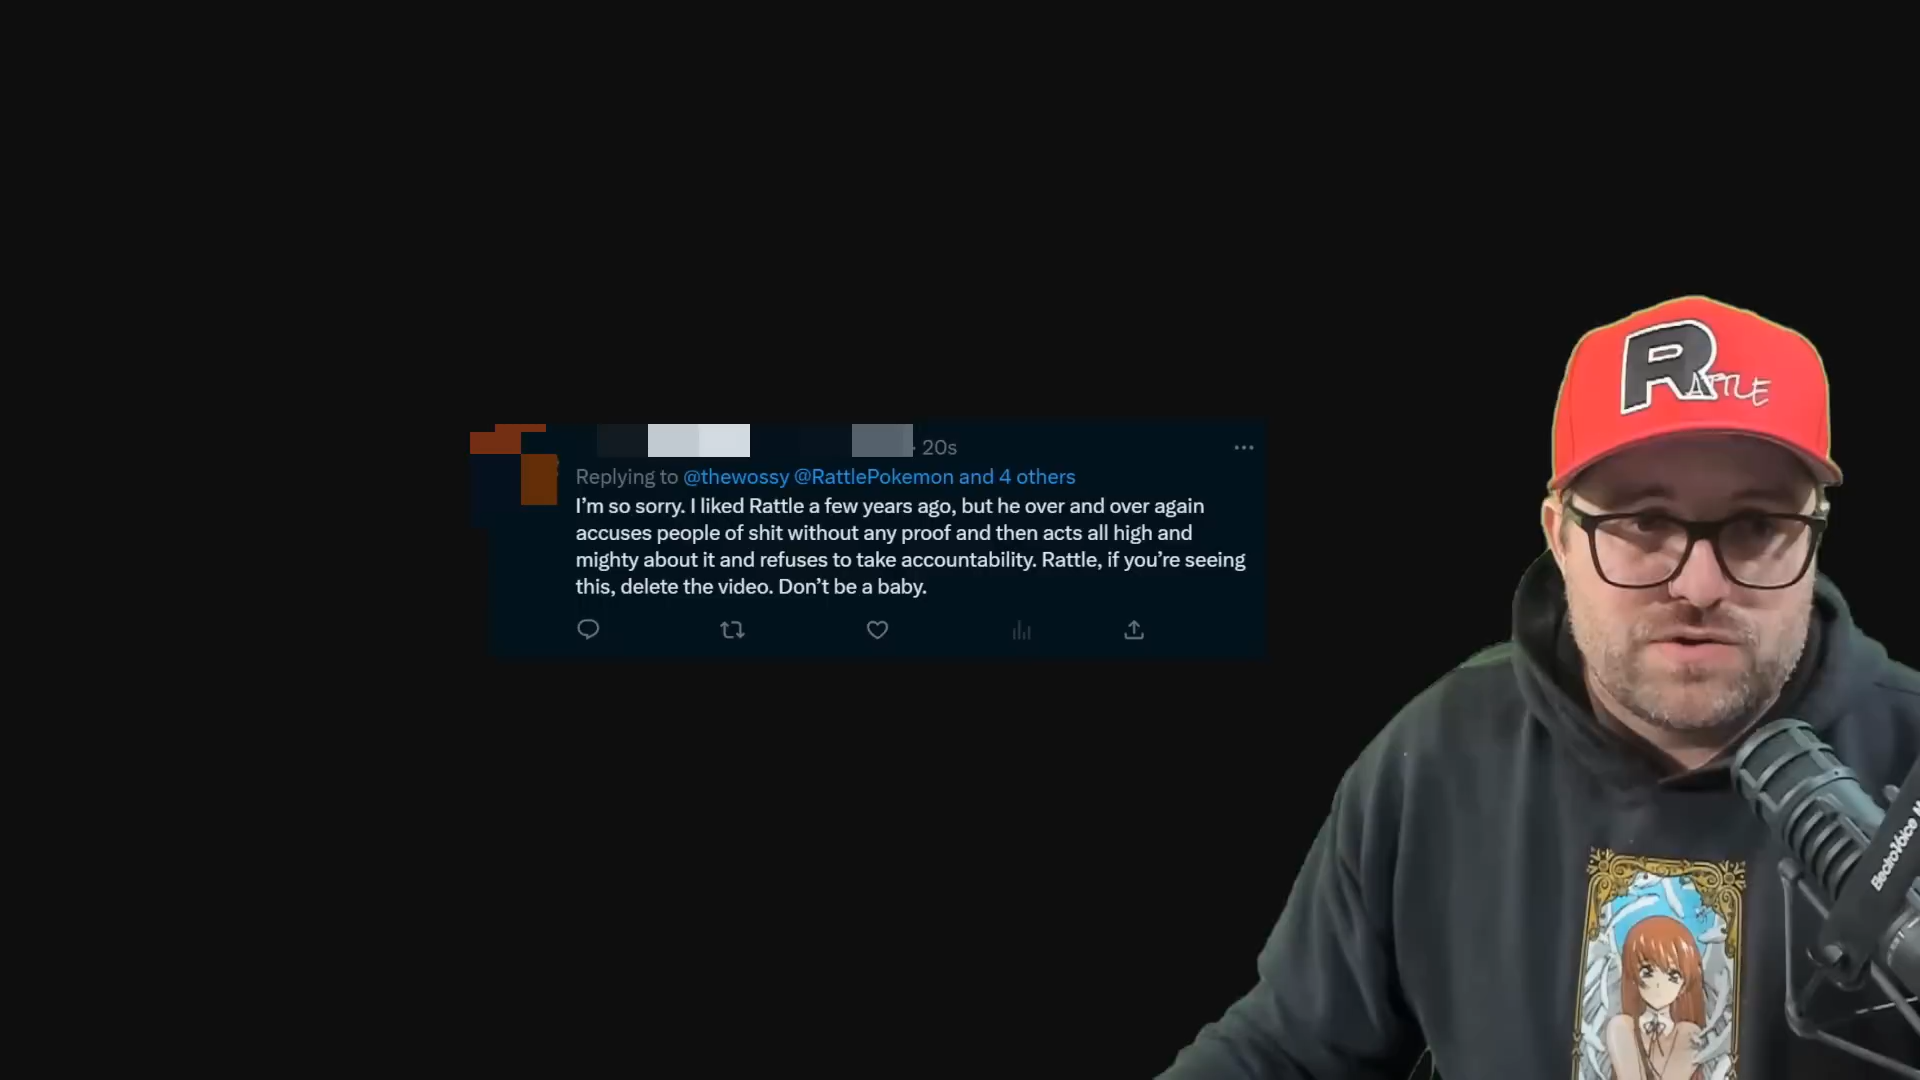 · 20s
Replying to @thewossy @RattlePokemon and 4 others
I’m so sorry. I liked Rattle a few years ago, but he over and over again
accuses people of shit without any proof and then acts all high and
mighty about it and refuses to take accountability. Rattle, if you’re seeing
this, delete the video. Don’t be a baby.
RATTLE
ElectroVoice